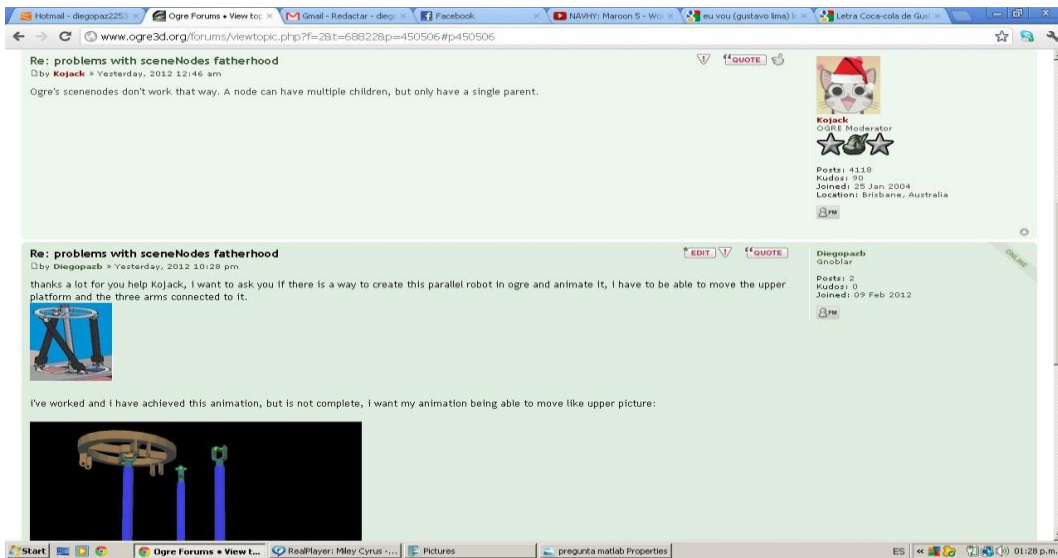 Hotmail - diegopaz2253
Ogre Forums • View top
Gmail - Redactar - diego
Facebook
NAVHY: Maroon 5 - Wo
eu vou (gustavo lima) k
Letra Coca-cola de Gus
www.ogre3d.org/forums/viewtopic.php?f=2&t=68822&p=450506#p450506
Re: problems with sceneNodes fatherhood
by Kojack » Yesterday, 2012 12:46 am
QUOTE
Ogre's scenenodes don't work that way. A node can have multiple children, but only have a single parent.
Kojack
OGRE Moderator
Posts: 4118
Kudos: 90
Joined: 25 Jan 2004
Location: Brisbane, Australia
PM
Re: problems with sceneNodes fatherhood
by Diegopazb » Yesterday, 2012 10:28 pm
EDIT
QUOTE
thanks a lot for you help Kojack, i want to ask you if there is a way to create this parallel robot in ogre and animate it, i have to be able to move the upper
platform and the three arms connected to it.
i've worked and i have achieved this animation, but is not complete, i want my animation being able to move like upper picture:
Diegopazb
Gnoblar
Posts: 2
Kudos: 0
Joined: 09 Feb 2012
PM
ONLINE
Start
Ogre Forums • View t...
RealPlayer: Miley Cyrus -...
Pictures
pregunta matlab Properties
ES
01:28 p.m.